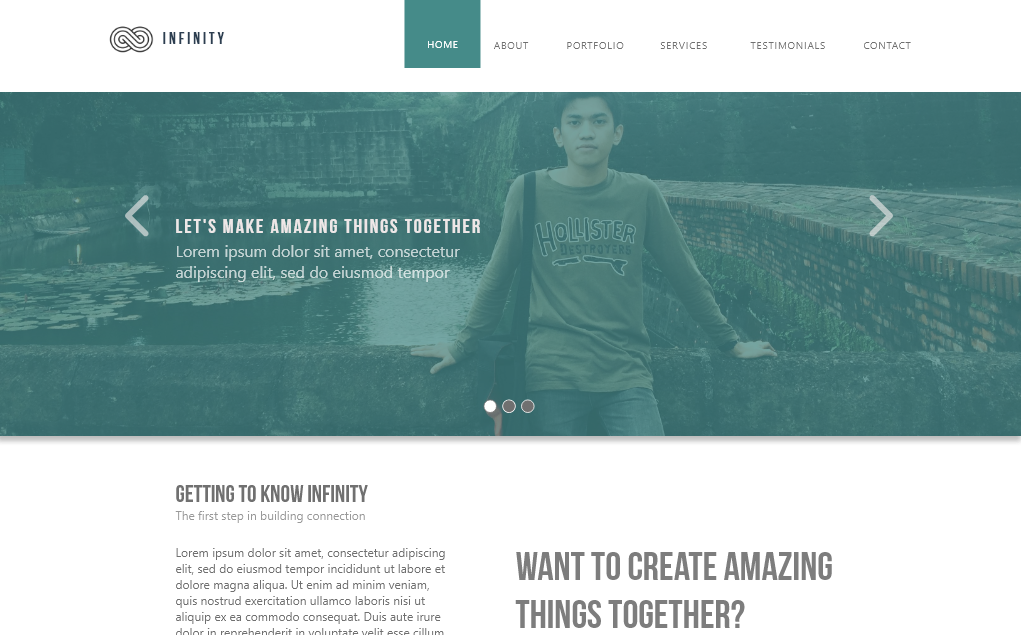 INFINITY
HOME
ABOUT
PORTFOLIO
SERVICES
TESTIMONIALS
CONTACT
LET'S MAKE AMAZING THINGS TOGETHER
Lorem ipsum dolor sit amet, consectetur
adipiscing elit, sed do eiusmod tempor
HOLLISTER
DESTROYER
GETTING TO KNOW INFINITY
The first step in building connection
Lorem ipsum dolor sit amet, consectetur adipiscing
elit, sed do eiusmod tempor incididunt ut labore et
dolore magna aliqua. Ut enim ad minim veniam,
quis nostrud exercitation ullamco laboris nisi ut
aliquip ex ea commodo consequat. Duis aute irure
dolor in reprehenderit in voluptate velit esse cillum
WANT TO CREATE AMAZING
THINGS TOGETHER?